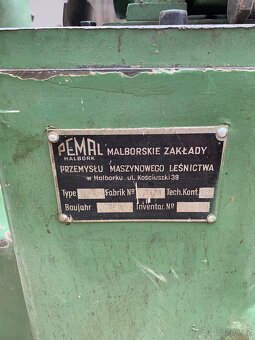 PEMAL
MALBORK
MALBORSKIE ZAKŁADY
PRZEMYSŁU MASZYNOWEGO LEŚNICTWA
w Malborku ul. Kościuszki 39
Type Fabrik № Tech. Kont.
Baujahr Inventar. №